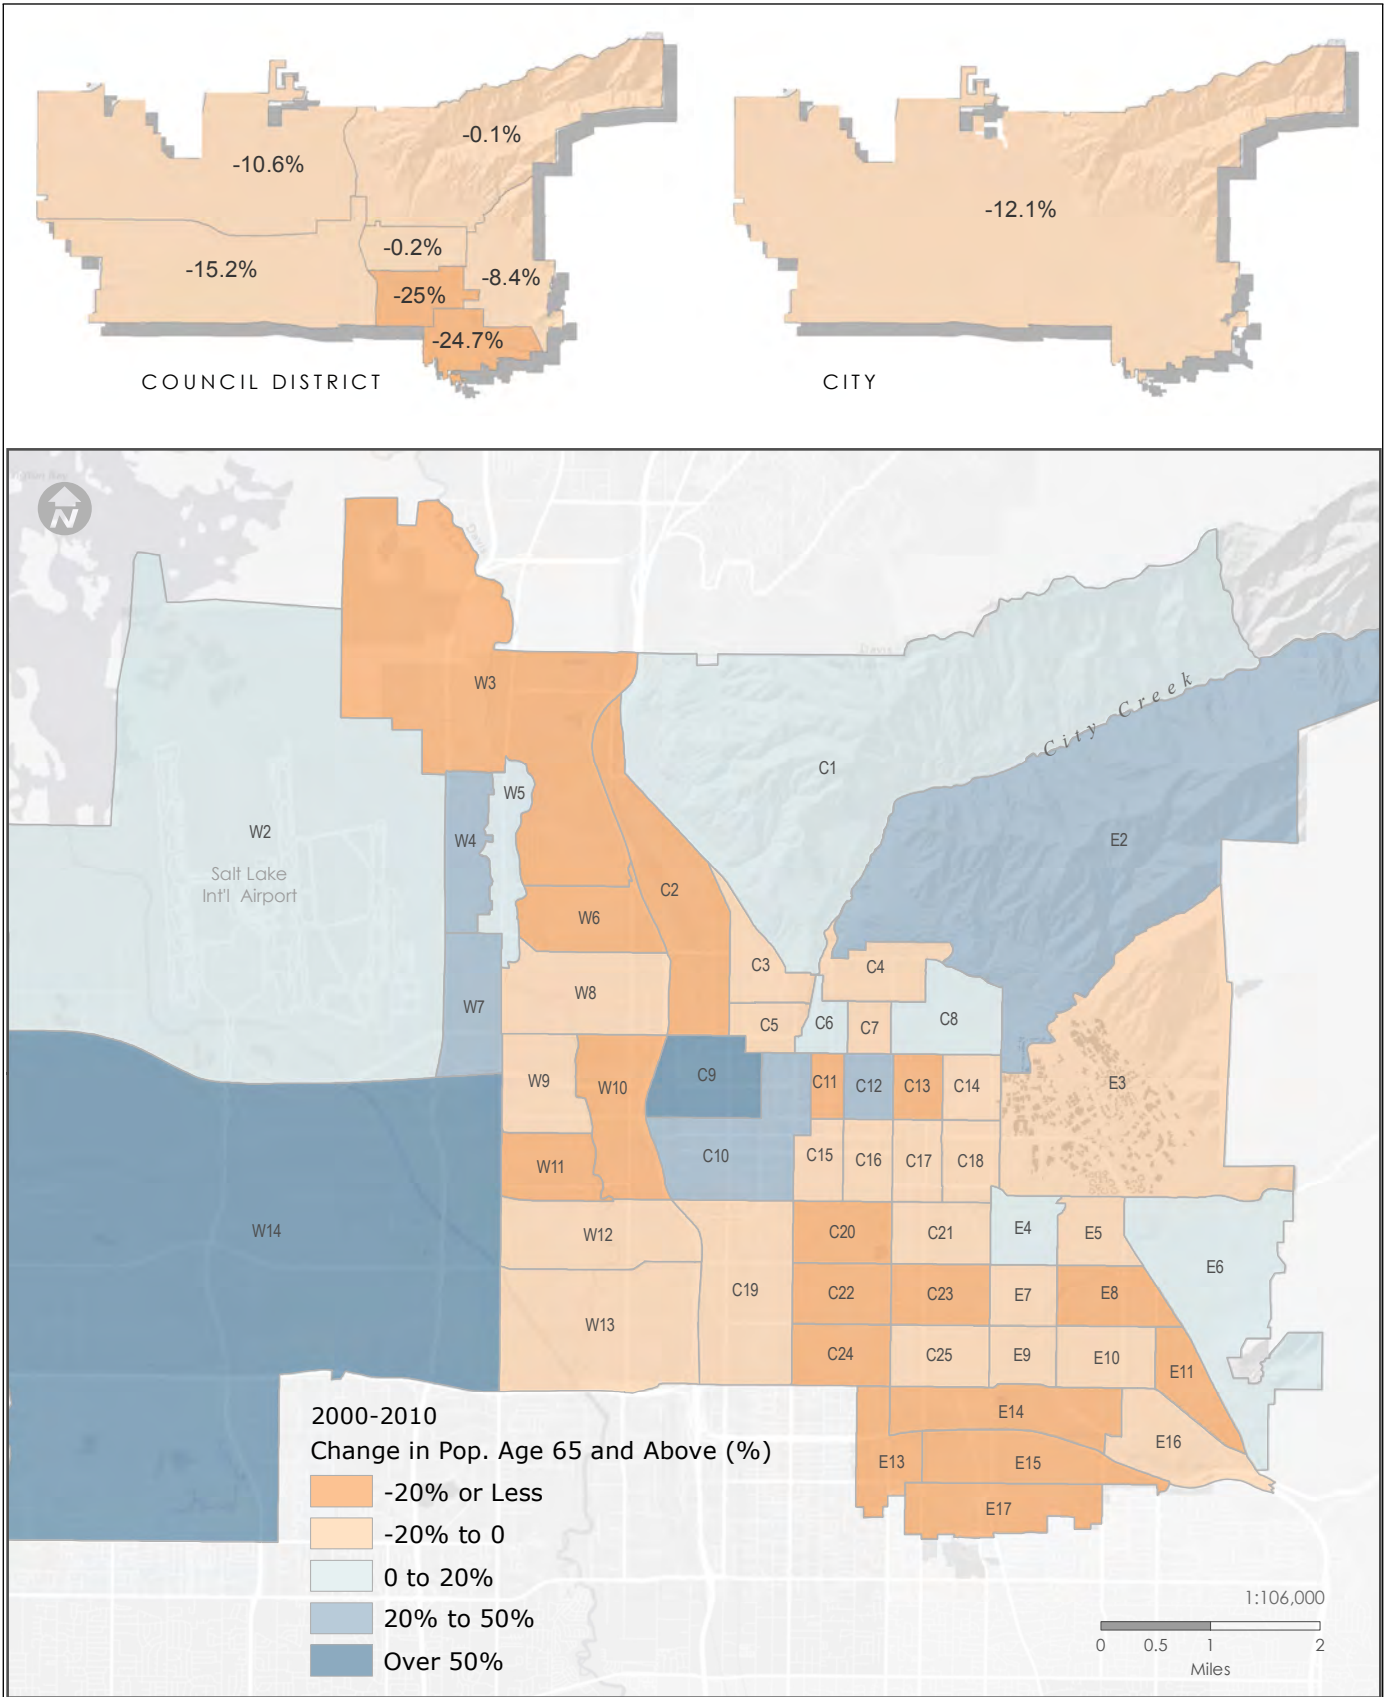 -10.6%
-0.1%
-15.2%
-0.2%
-8.4%
-25%
-24.7%
COUNCIL DISTRICT
-12.1%
CITY
N
Davis
Davis
City Creek
W3
C1
W5
W2
W4
E2
Salt Lake
Int'l Airport
C2
W6
C3
C4
W8
W7
C5
C6
C7
C8
W9
W10
C9
C11
C12
C13
C14
E3
W11
C10
C15
C16
C17
C18
W14
W12
C20
C21
E4
E5
E6
C19
C22
C23
E7
E8
W13
C24
C25
E9
E10
E11
E14
E16
E13
E15
E17
2000-2010
Change in Pop. Age 65 and Above (%)
-20% or Less
-20% to 0
0 to 20%
20% to 50%
Over 50%
1:106,000
0 0.5 1 2
Miles